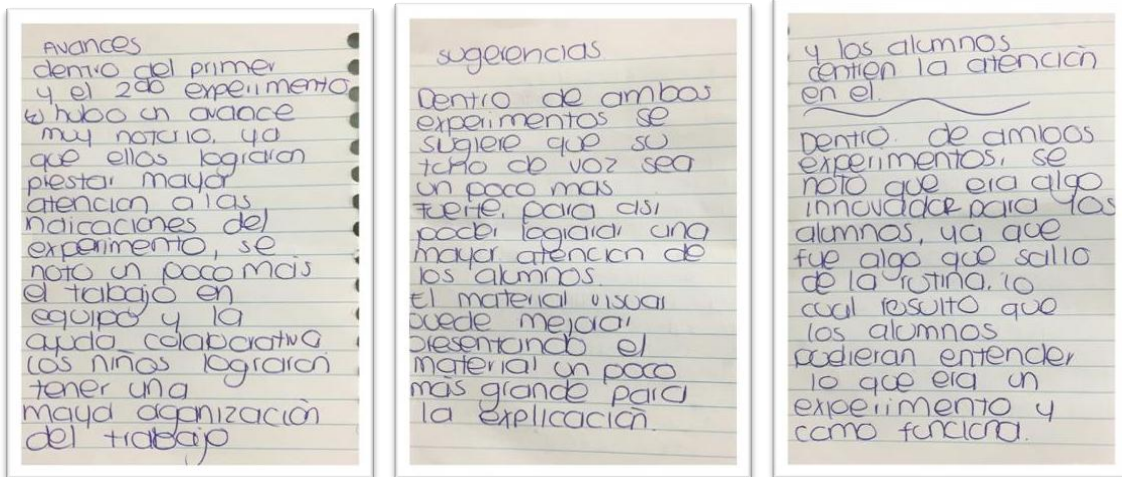 Avances
dentro del primer
y el 2do experimento
hubo un avance
muy notorio, ya
que ellos lograron
prestar mayor
atencion a las
indicaciones del
experimento, se
noto un poco mais
el trabajo en
equipo y la
ayuda colaborativa
los niños lograron
tener una
mayor organización
del trabajo
sugerencias.
Dentro de ambos
experimentos se
sugiere que su
tono de voz sea
un poco mas
fuerte, para asi
poder lograr una
mayor atencion de
los alumnos.
El material visual
puede mejorar
presentando el
material un poco
más grande para
la explicación.
y los alumnos
centren la atención
en el.
Dentro de ambos
experimentos, se
noto que era algo
innovador para los
alumnos, ya que
fue algo que salio
de la rutina, lo
cual resulto que
los alumnos
pudieran entender
lo que era un
experimento y
como funciona.